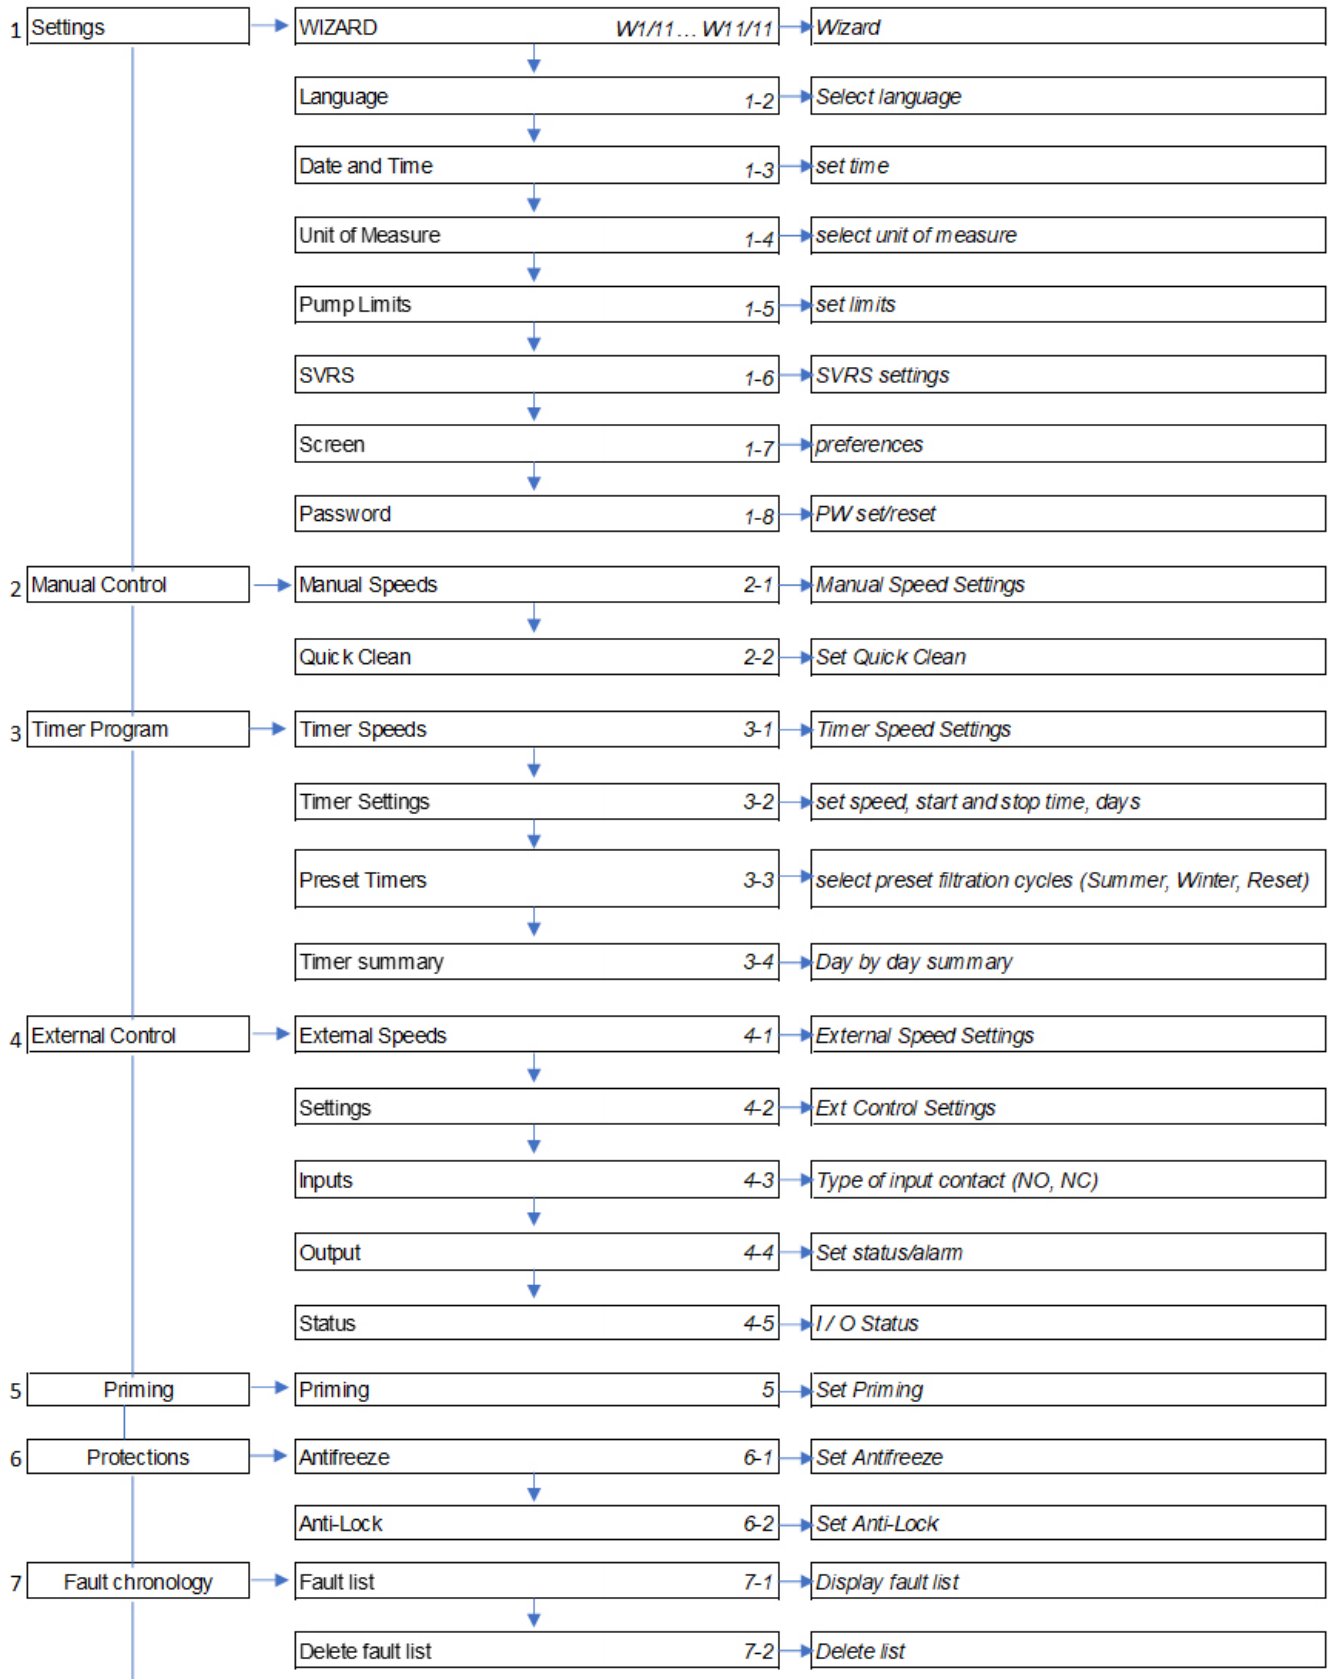 1 Settings WIZARD W1/11... W11/11 Wizard
Language 1-2 Select language
Date and Time 1-3 set time
Unit of Measure 1-4 select unit of measure
Pump Limits 1-5 set limits
SVRS 1-6 SVRS settings
Screen 1-7 preferences
Password 1-8 PW set/reset
2 Manual Control Manual Speeds 2-1 Manual Speed Settings
Quick Clean 2-2 Set Quick Clean
3 Timer Program Timer Speeds 3-1 Timer Speed Settings
Timer Settings 3-2 set speed, start and stop time, days
Preset Timers 3-3 select preset filtration cycles (Summer, Winter, Reset)
Timer summary 3-4 Day by day summary
4 External Control External Speeds 4-1 External Speed Settings
Settings 4-2 Ext Control Settings
Inputs 4-3 Type of input contact (NO, NC)
Output 4-4 Set status/alarm
Status 4-5 I / O Status
5 Priming Priming 5 Set Priming
6 Protections Antifreeze 6-1 Set Antifreeze
Anti-Lock 6-2 Set Anti-Lock
7 Fault chronology Fault list 7-1 Display fault list
Delete fault list 7-2 Delete list